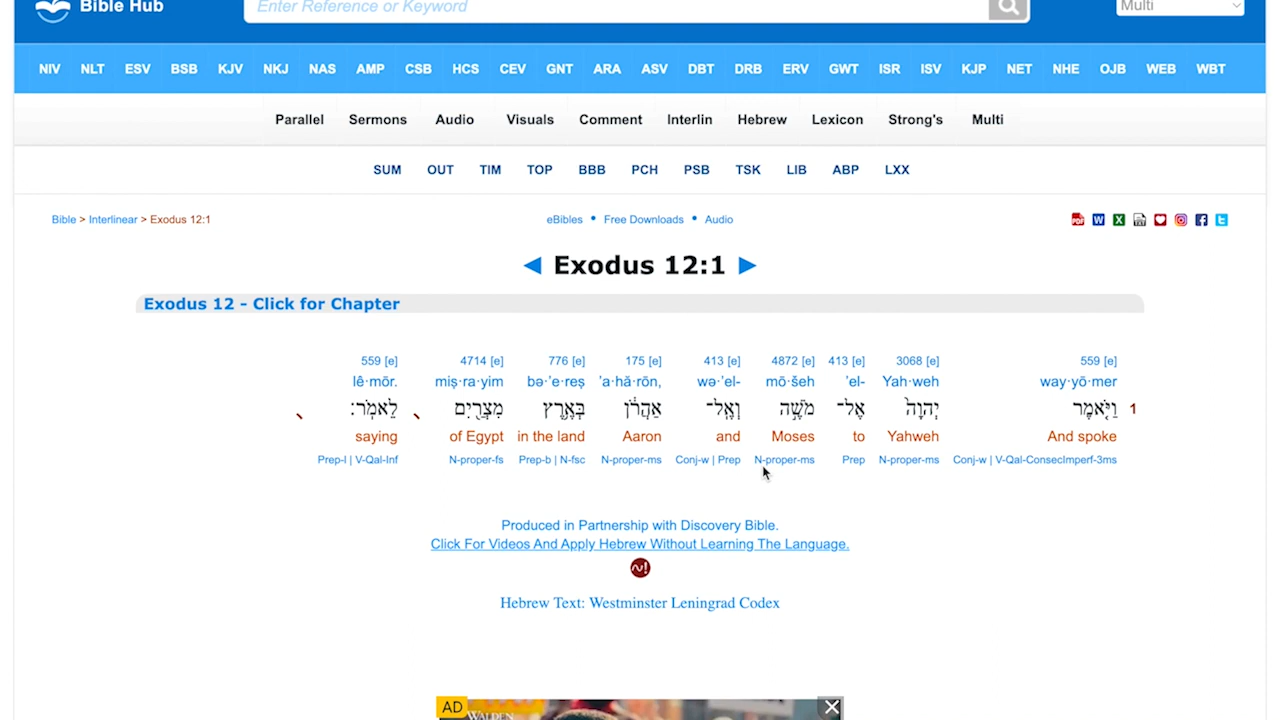 Bible Hub
Enter Reference or Keyword
Multi
NIV NLT ESV BSB KJV NKJ NAS AMP CSB HCS CEV GNT ARA ASV DBT DRB ERV GWT ISR ISV KJP NET NHE OJB WEB WBT
Parallel Sermons Audio Visuals Comment Interlin Hebrew Lexicon Strong's Multi
SUM OUT TIM TOP BBB PCH PSB TSK LIB ABP LXX
Bible > Interlinear > Exodus 12:1
eBibles • Free Downloads • Audio
◄ Exodus 12:1 ►
Exodus 12 - Click for Chapter
559 [e] 4714 [e] 776 [e] 175 [e] 413 [e] 4872 [e] 413 [e] 3068 [e] 559 [e]
lê·mōr. miṣ·ra·yim bə·'e·reṣ 'a·hă·rōn, wə·'el- mō·šeh 'el- Yah·weh way·yō·mer
1 וַיֹּ֤אמֶר יְהוָה֙ אֶל־ מֹשֶׁ֣ה וְאֶֽל־ אַהֲרֹ֔ן בְּאֶ֥רֶץ מִצְרַ֖יִם לֵאמֹֽר׃
saying of Egypt in the land Aaron and Moses to Yahweh And spoke
Prep-l | V-Qal-Inf N-proper-fs Prep-b | N-fsc N-proper-ms Conj-w | Prep N-proper-ms Prep N-proper-ms Conj-w | V-Qal-ConsecImperf-3ms
Produced in Partnership with Discovery Bible.
Click For Videos And Apply Hebrew Without Learning The Language.
Hebrew Text: Westminster Leningrad Codex
AD
WALDEN